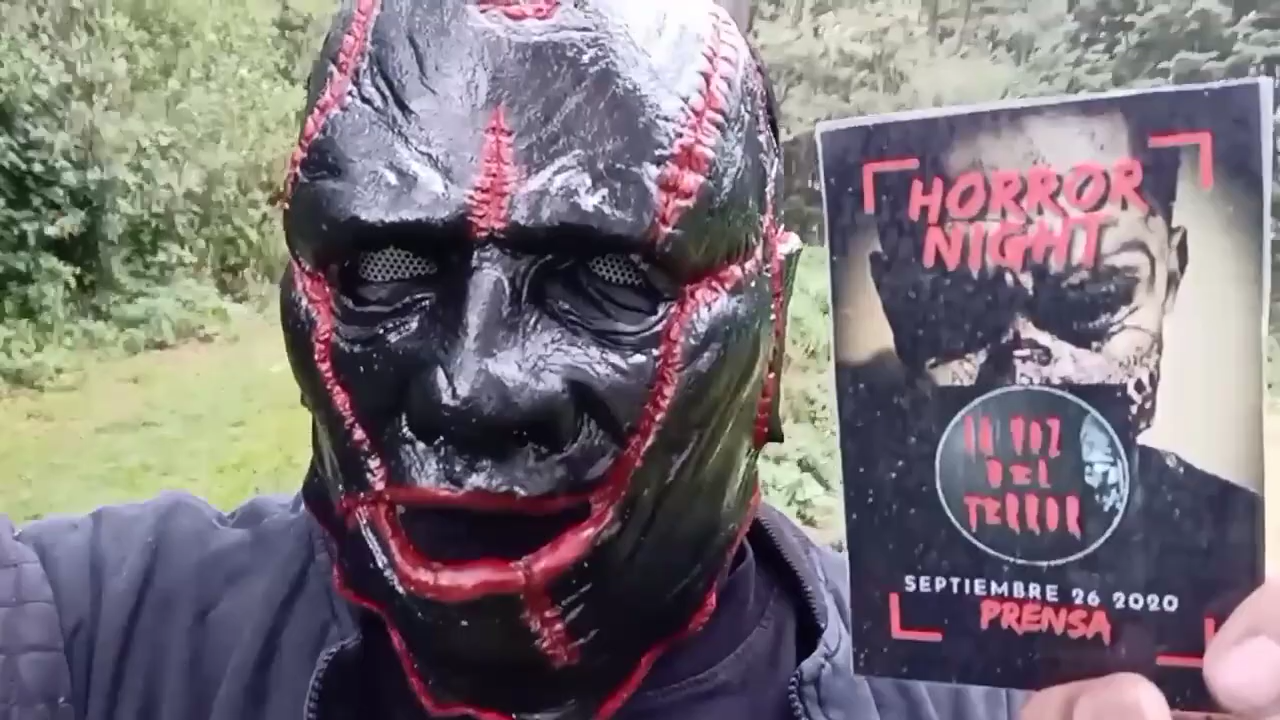 HORROR
NIGHT
LA VOZ
DEL
TERROR
SEPTIEMBRE 26 2020
PRENSA